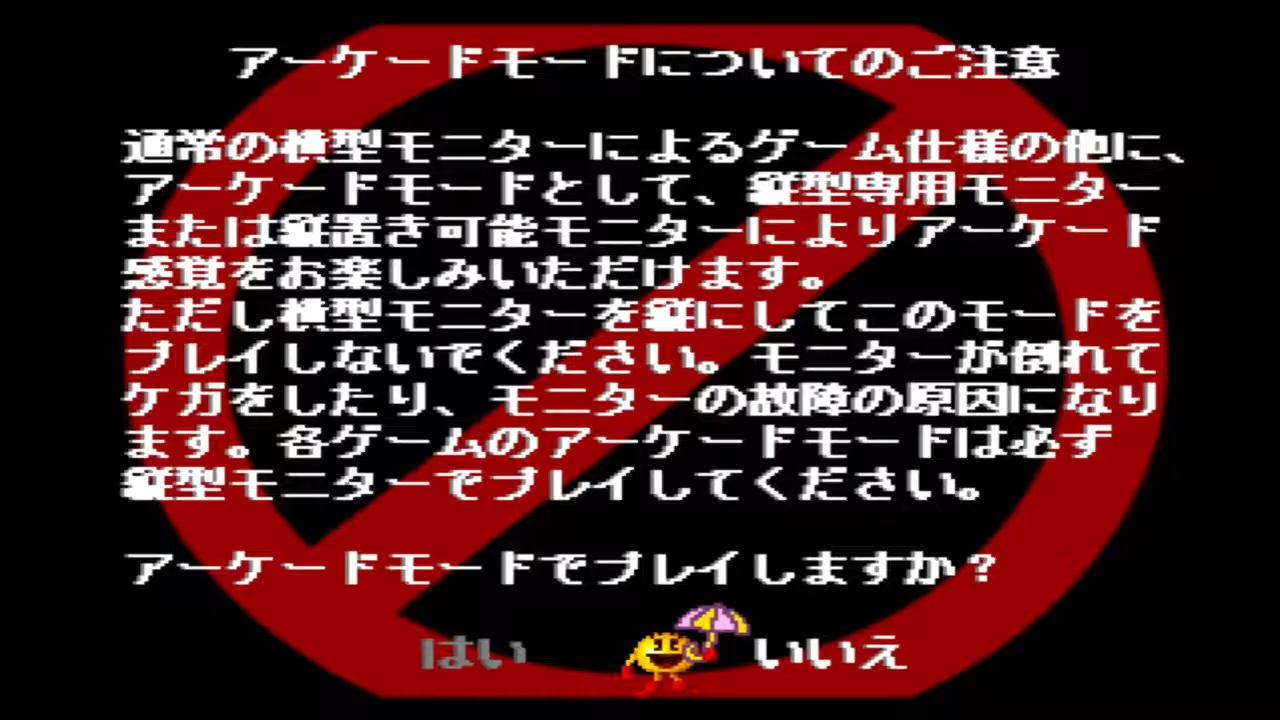 アーケードモードについてのご注意
通常の横型モニターによるゲーム仕様の他に、
アーケードモードとして、縦型専用モニター
または縦置き可能モニターによりアーケード
感覚をお楽しみいただけます。
ただし横型モニターを縦にしてこのモードを
プレイしないでください。モニターが倒れて
ケガをしたり、モニターの故障の原因になり
ます。各ゲームのアーケードモードは必ず
縦型モニターでプレイしてください。
アーケードモードでプレイしますか？
はい いいえ